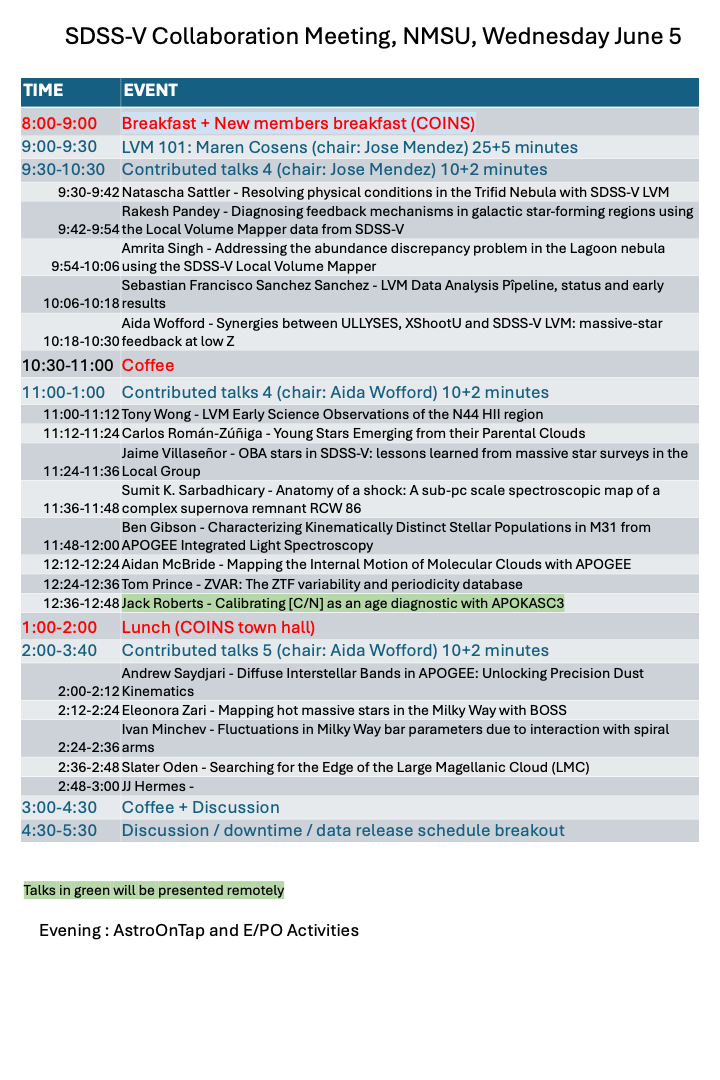 SDSS-V Collaboration Meeting, NMSU, Wednesday June 5
TIME EVENT
8:00-9:00 Breakfast + New members breakfast (COINS)
9:00-9:30 LVM 101: Maren Cosens (chair: Jose Mendez) 25+5 minutes
9:30-10:30 Contributed talks 4 (chair: Jose Mendez) 10+2 minutes
9:30-9:42 Natascha Sattler - Resolving physical conditions in the Trifid Nebula with SDSS-V LVM
Rakesh Pandey - Diagnosing feedback mechanisms in galactic star-forming regions using
9:42-9:54 the Local Volume Mapper data from SDSS-V
Amrita Singh - Addressing the abundance discrepancy problem in the Lagoon nebula
9:54-10:06 using the SDSS-V Local Volume Mapper
Sebastian Francisco Sanchez Sanchez - LVM Data Analysis Pîpeline, status and early
10:06-10:18 results
Aida Wofford - Synergies between ULLYSES, XShootU and SDSS-V LVM: massive-star
10:18-10:30 feedback at low Z
10:30-11:00 Coffee
11:00-1:00 Contributed talks 4 (chair: Aida Wofford) 10+2 minutes
11:00-11:12 Tony Wong - LVM Early Science Observations of the N44 HII region
11:12-11:24 Carlos Román-Zúñiga - Young Stars Emerging from their Parental Clouds
Jaime Villaseñor - OBA stars in SDSS-V: lessons learned from massive star surveys in the
11:24-11:36 Local Group
Sumit K. Sarbadhicary - Anatomy of a shock: A sub-pc scale spectroscopic map of a
11:36-11:48 complex supernova remnant RCW 86
Ben Gibson - Characterizing Kinematically Distinct Stellar Populations in M31 from
11:48-12:00 APOGEE Integrated Light Spectroscopy
12:12-12:24 Aidan McBride - Mapping the Internal Motion of Molecular Clouds with APOGEE
12:24-12:36 Tom Prince - ZVAR: The ZTF variability and periodicity database
12:36-12:48 Jack Roberts - Calibrating [C/N] as an age diagnostic with APOKASC3
1:00-2:00 Lunch (COINS town hall)
2:00-3:40 Contributed talks 5 (chair: Aida Wofford) 10+2 minutes
Andrew Saydjari - Diffuse Interstellar Bands in APOGEE: Unlocking Precision Dust
2:00-2:12 Kinematics
2:12-2:24 Eleonora Zari - Mapping hot massive stars in the Milky Way with BOSS
Ivan Minchev - Fluctuations in Milky Way bar parameters due to interaction with spiral
2:24-2:36 arms
2:36-2:48 Slater Oden - Searching for the Edge of the Large Magellanic Cloud (LMC)
2:48-3:00 JJ Hermes -
3:00-4:30 Coffee + Discussion
4:30-5:30 Discussion / downtime / data release schedule breakout
Talks in green will be presented remotely
Evening : AstroOnTap and E/PO Activities